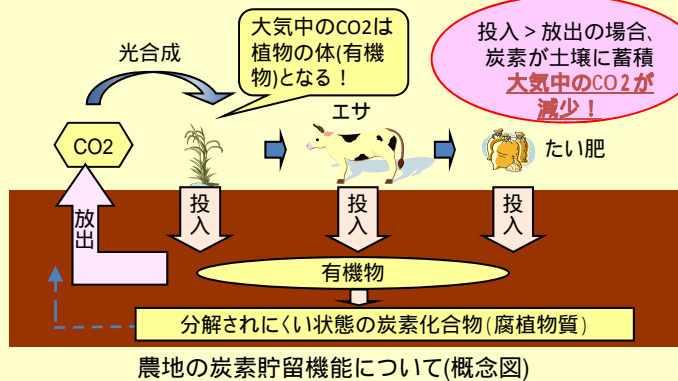 光合成
大気中のCO2は
植物の体(有機
物)となる！
投入 > 放出の場合、
炭素が土壌に蓄積
大気中のCO2が
減少！
エサ
CO2
たい肥
放出
投入
投入
投入
有機物
分解されにくい状態の炭素化合物(腐植物質)
農地の炭素貯留機能について(概念図)